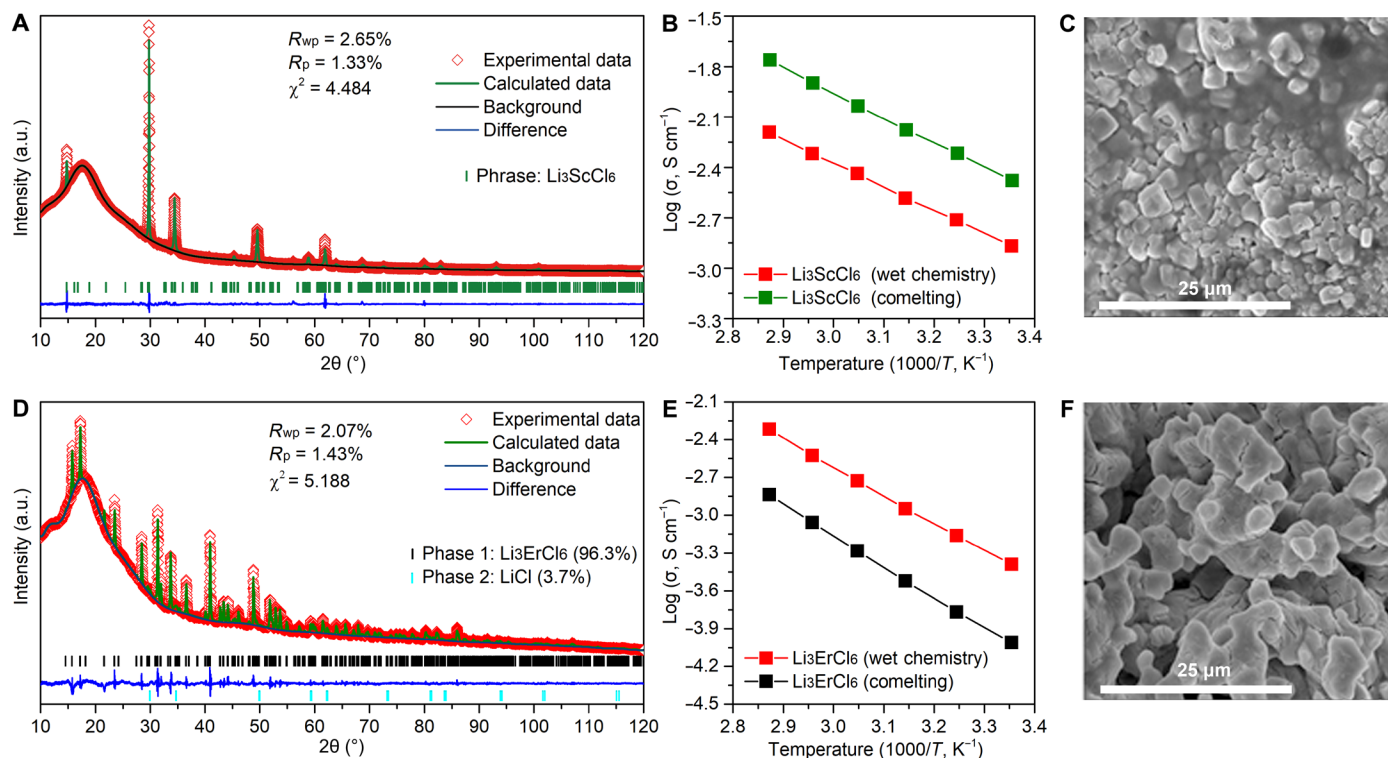 A
Rwp = 2.65%
Rp = 1.33%
χ² = 4.484
Experimental data
Calculated data
Background
Difference
Phrase: Li₃ScCl₆
Intensity (a.u.)
10 20 30 40 50 60 70 80 90 100 110 120
2θ (°)
B
−1.5
−1.8
−2.1
−2.4
−2.7
−3.0
−3.3
Log (σ, S cm⁻¹)
Li₃ScCl₆ (wet chemistry)
Li₃ScCl₆ (comelting)
2.8 2.9 3.0 3.1 3.2 3.3 3.4
Temperature (1000/T, K⁻¹)
C
25 µm
D
Rwp = 2.07%
Rp = 1.43%
χ² = 5.188
Experimental data
Calculated data
Background
Difference
Phase 1: Li₃ErCl₆ (96.3%)
Phase 2: LiCl (3.7%)
Intensity (a.u.)
10 20 30 40 50 60 70 80 90 100 110 120
2θ (°)
E
−2.1
−2.4
−2.7
−3.0
−3.3
−3.6
−3.9
−4.2
−4.5
Log (σ, S cm⁻¹)
Li₃ErCl₆ (wet chemistry)
Li₃ErCl₆ (comelting)
2.8 2.9 3.0 3.1 3.2 3.3 3.4
Temperature (1000/T, K⁻¹)
F
25 µm